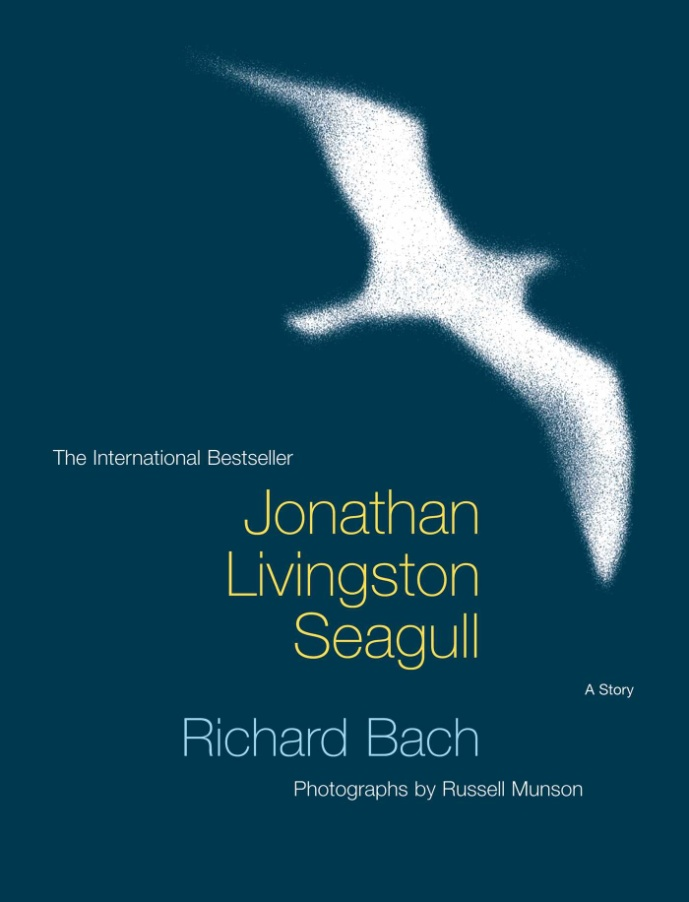 The International Bestseller
Jonathan
Livingston
Seagull
A Story
Richard Bach
Photographs by Russell Munson